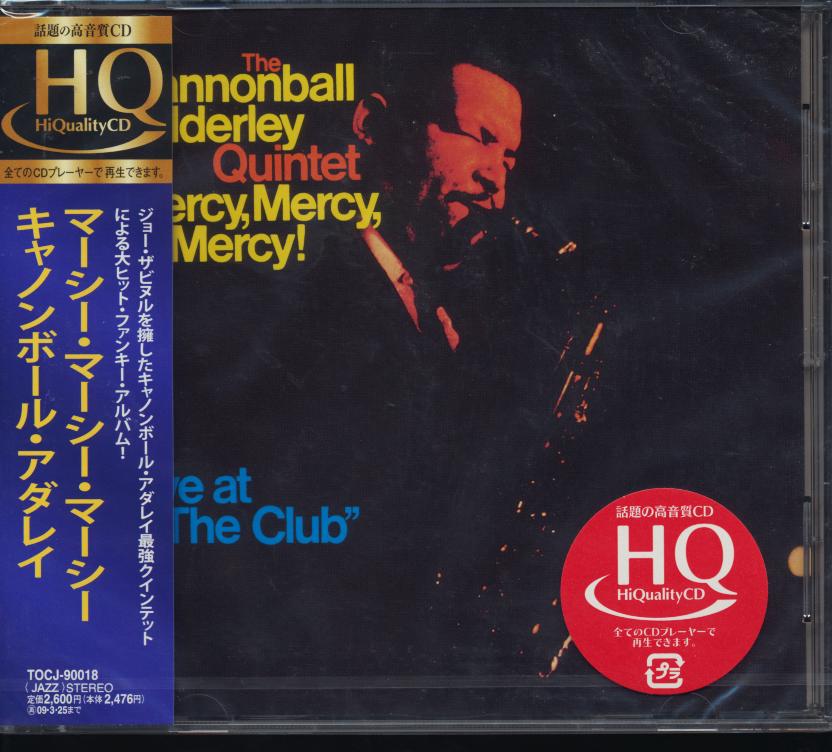 話題の高音質CD
HQ
HiQualityCD
全てのCDプレーヤーで再生できます。
ジョー・ザビヌルを擁したキャノンボール・アダレイ最強クインテット
による大ヒット・ファンキー・アルバム!
マーシー・マーシー・マーシー
キャノンボール・アダレイ
TOCJ-90018
〈JAZZ〉STEREO
定価2,600円(本体2,476円)
09・3・25まで
The
annonball
dderley
Quintet
ercy, Mercy,
Mercy!
ve at
The Club”
話題の高音質CD
HQ
HiQualityCD
全てのCDプレーヤーで
再生できます。
プラ